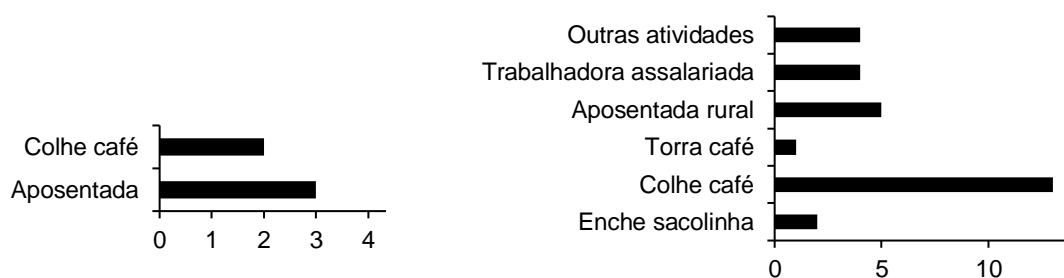 Colhe café
Aposentada
0 1 2 3 4
Outras atividades
Trabalhadora assalariada
Aposentada rural
Torra café
Colhe café
Enche sacolinha
0 5 10